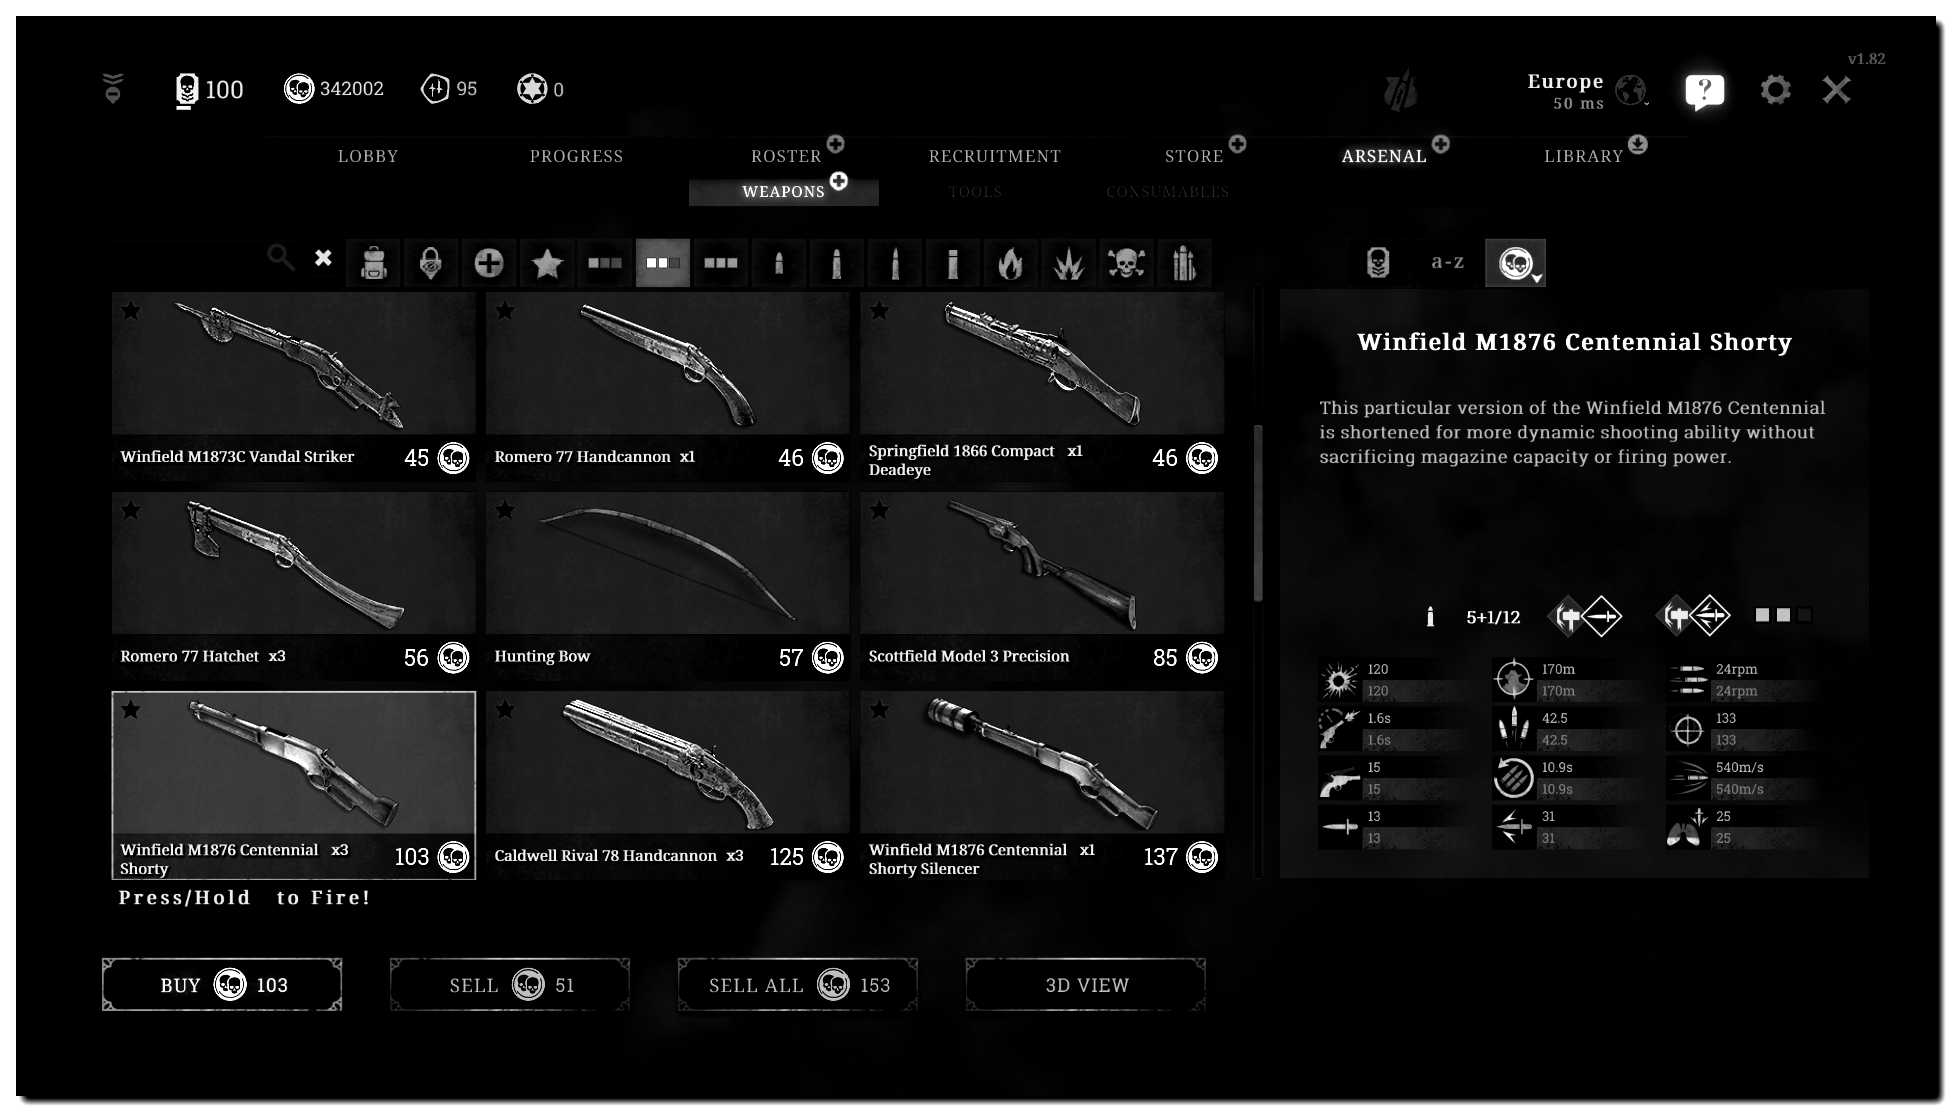 v1.82
100
342002
95
0
Europe
50 ms
?
LOBBY
PROGRESS
ROSTER
RECRUITMENT
STORE
ARSENAL
LIBRARY
WEAPONS
TOOLS
CONSUMABLES
a-z
Winfield M1873C Vandal Striker
45
Romero 77 Handcannon x1
46
Springfield 1866 Compact x1
Deadeye
46
Romero 77 Hatchet x3
56
Hunting Bow
57
Scottfield Model 3 Precision
85
Winfield M1876 Centennial x3
Shorty
103
Caldwell Rival 78 Handcannon x3
125
Winfield M1876 Centennial x1
Shorty Silencer
137
Press/Hold to Fire!
BUY 103
SELL 51
SELL ALL 153
3D VIEW
Winfield M1876 Centennial Shorty
This particular version of the Winfield M1876 Centennial
is shortened for more dynamic shooting ability without
sacrificing magazine capacity or firing power.
5+1/12
120
120
170m
170m
24rpm
24rpm
1.6s
1.6s
42.5
42.5
133
133
15
15
10.9s
10.9s
540m/s
540m/s
13
13
31
31
25
25